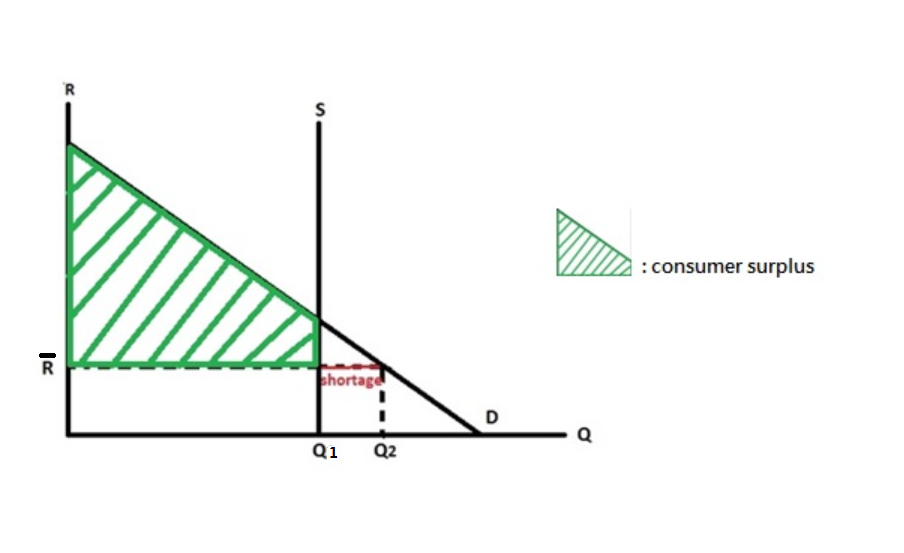 R
S
: consumer surplus
R̅
shortage
D
Q
Q1
Q2